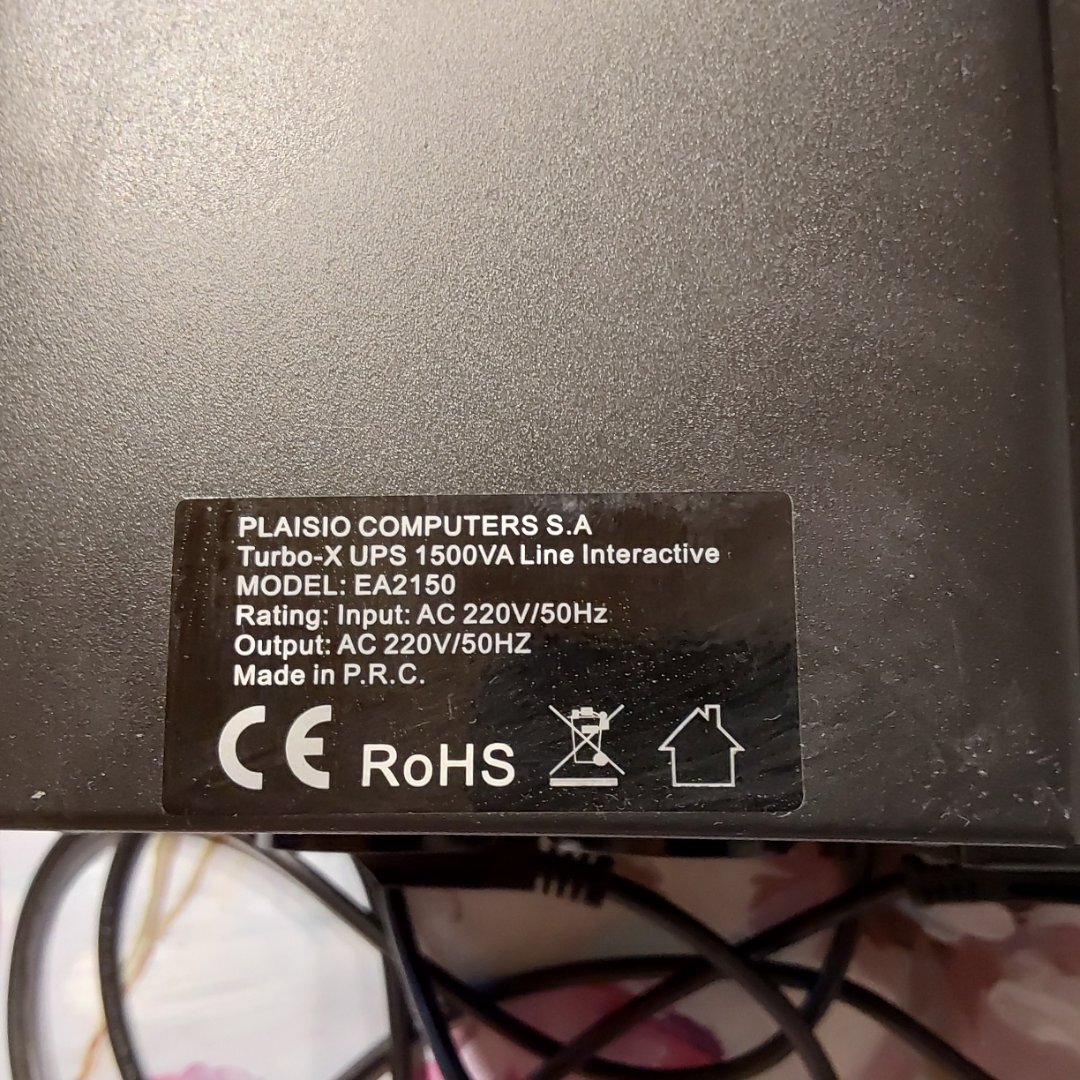 PLAISIO COMPUTERS S.A
Turbo-X UPS 1500VA Line Interactive
MODEL: EA2150
Rating: Input: AC 220V/50Hz
Output: AC 220V/50HZ
Made in P.R.C.
CE RoHS